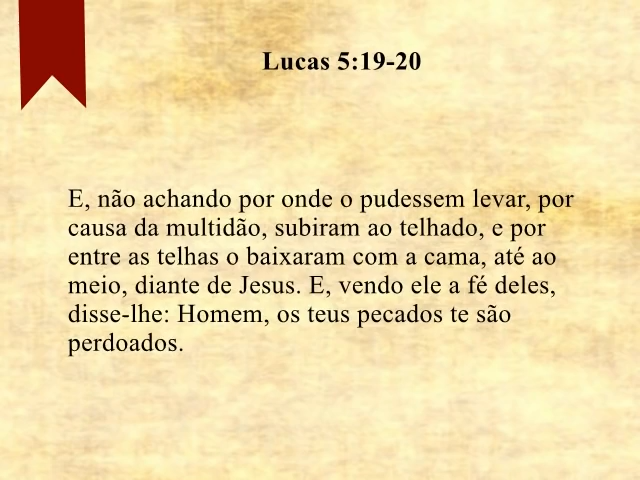 Lucas 5:19-20
E, não achando por onde o pudessem levar, por
causa da multidão, subiram ao telhado, e por
entre as telhas o baixaram com a cama, até ao
meio, diante de Jesus. E, vendo ele a fé deles,
disse-lhe: Homem, os teus pecados te são
perdoados.